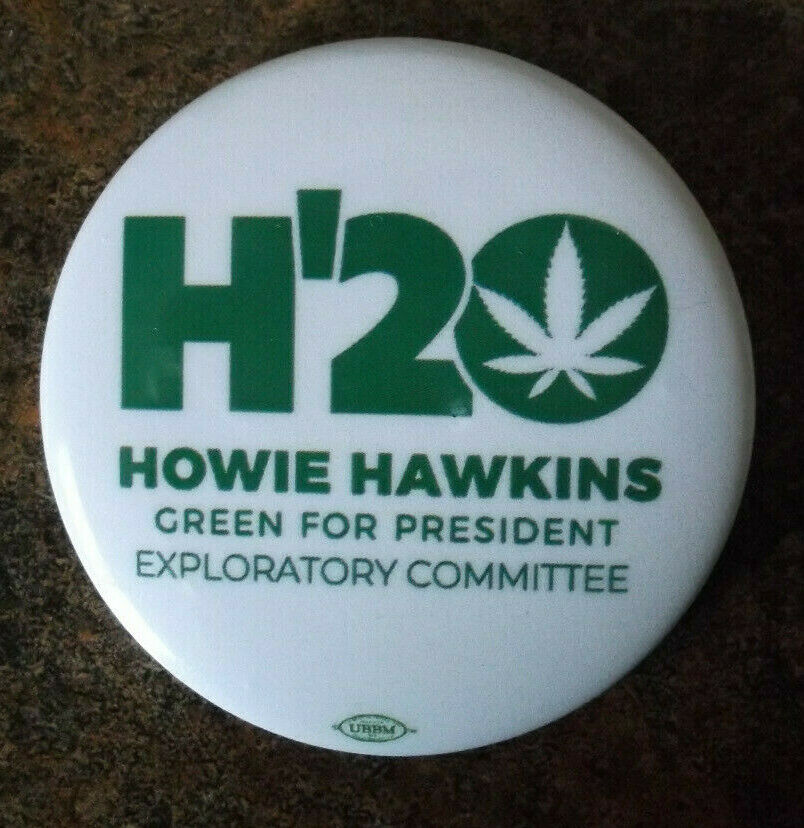 H'20
HOWIE HAWKINS
GREEN FOR PRESIDENT
EXPLORATORY COMMITTEE
UBBM